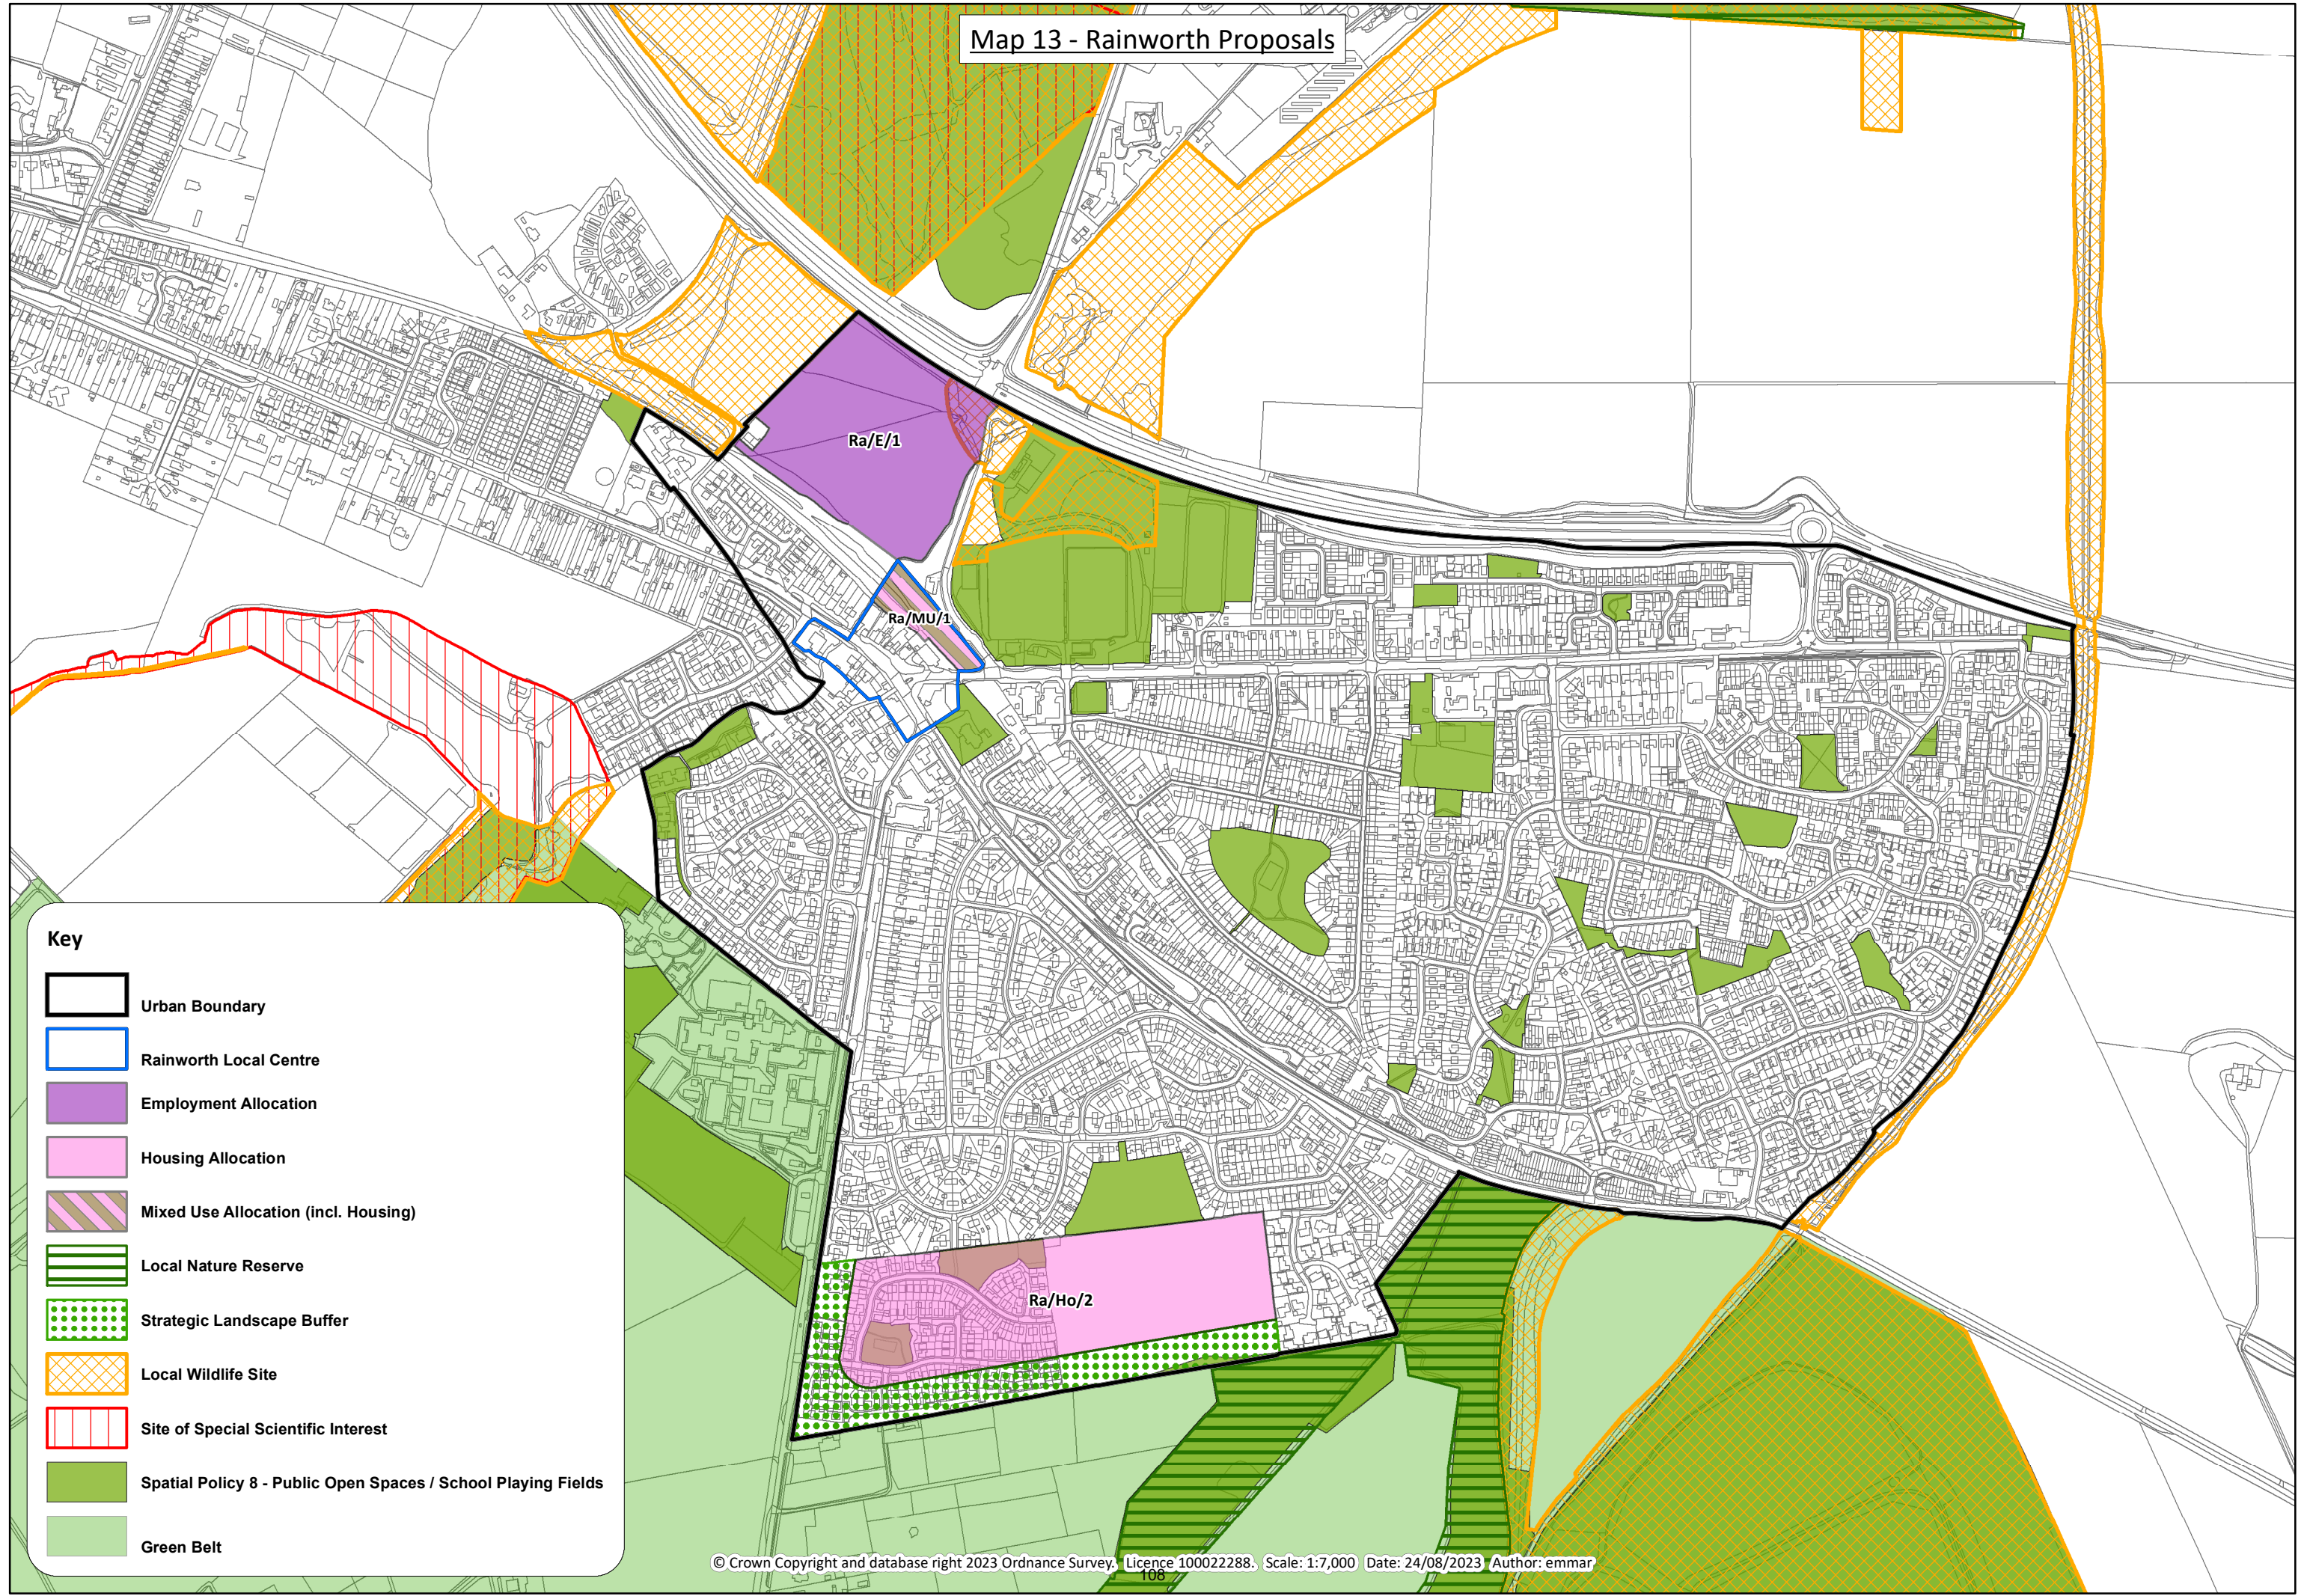 Map 13 - Rainworth Proposals
Ra/E/1
Ra/MU/1
Ra/Ho/2
Key
Urban Boundary
Rainworth Local Centre
Employment Allocation
Housing Allocation
Mixed Use Allocation (incl. Housing)
Local Nature Reserve
Strategic Landscape Buffer
Local Wildlife Site
Site of Special Scientific Interest
Spatial Policy 8 - Public Open Spaces / School Playing Fields
Green Belt
© Crown Copyright and database right 2023 Ordnance Survey. Licence 100022288. Scale: 1:7,000 Date: 24/08/2023 Author: emmar
108